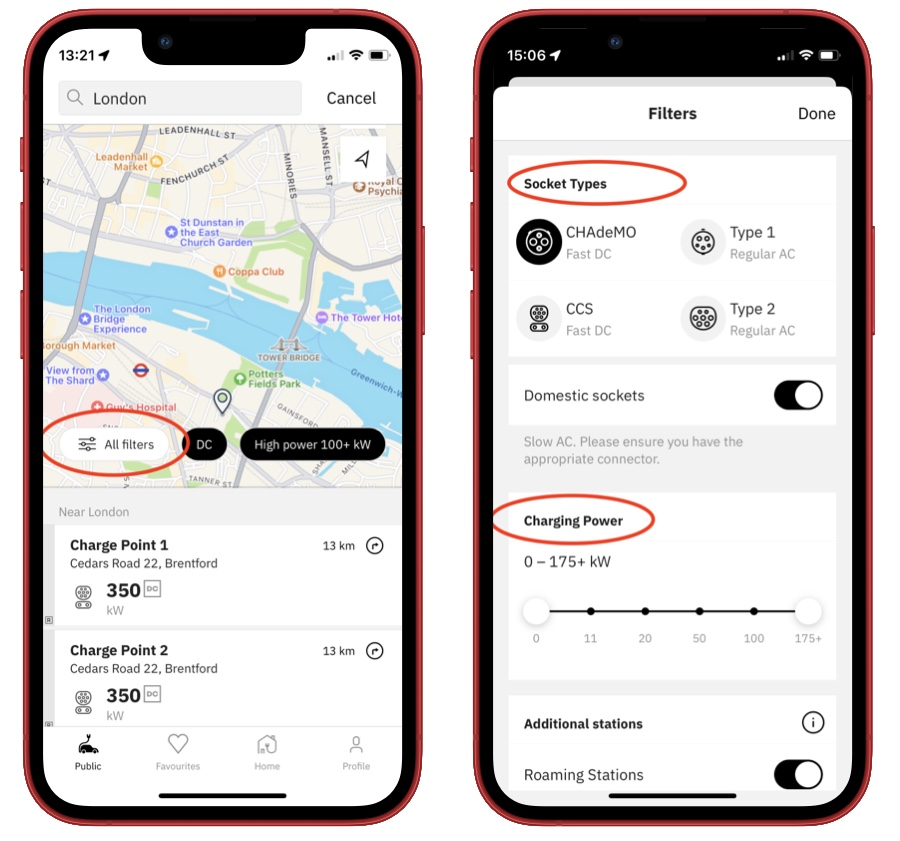 13:21
London
Cancel
LEADENHALL ST
MANSELL ST
Leadenhall
Market
FENCHURCH ST
MINORIES
Royal C
Psychia
St Dunstan in
the East
Church Garden
Coppa Club
The London
Bridge
Experience
The Tower Hote
orough Market
TOWER BRIDGE
View from
The Shard
Potters
Fields Park
Greenwich-W
Guy's Hospital
GAINSFORD
All filters
DC
High power 100+ kW
TANNER ST
Near London
Charge Point 1
13 km
Cedars Road 22, Brentford
350 DC
kW
Charge Point 2
13 km
Cedars Road 22, Brentford
350 DC
kW
Public
Favourites
Home
Profile
15:06
Filters
Done
Socket Types
CHAdeMO
Fast DC
Type 1
Regular AC
CCS
Fast DC
Type 2
Regular AC
Domestic sockets
Slow AC. Please ensure you have the
appropriate connector.
Charging Power
0 – 175+ kW
0 11 20 50 100 175+
Additional stations
Roaming Stations